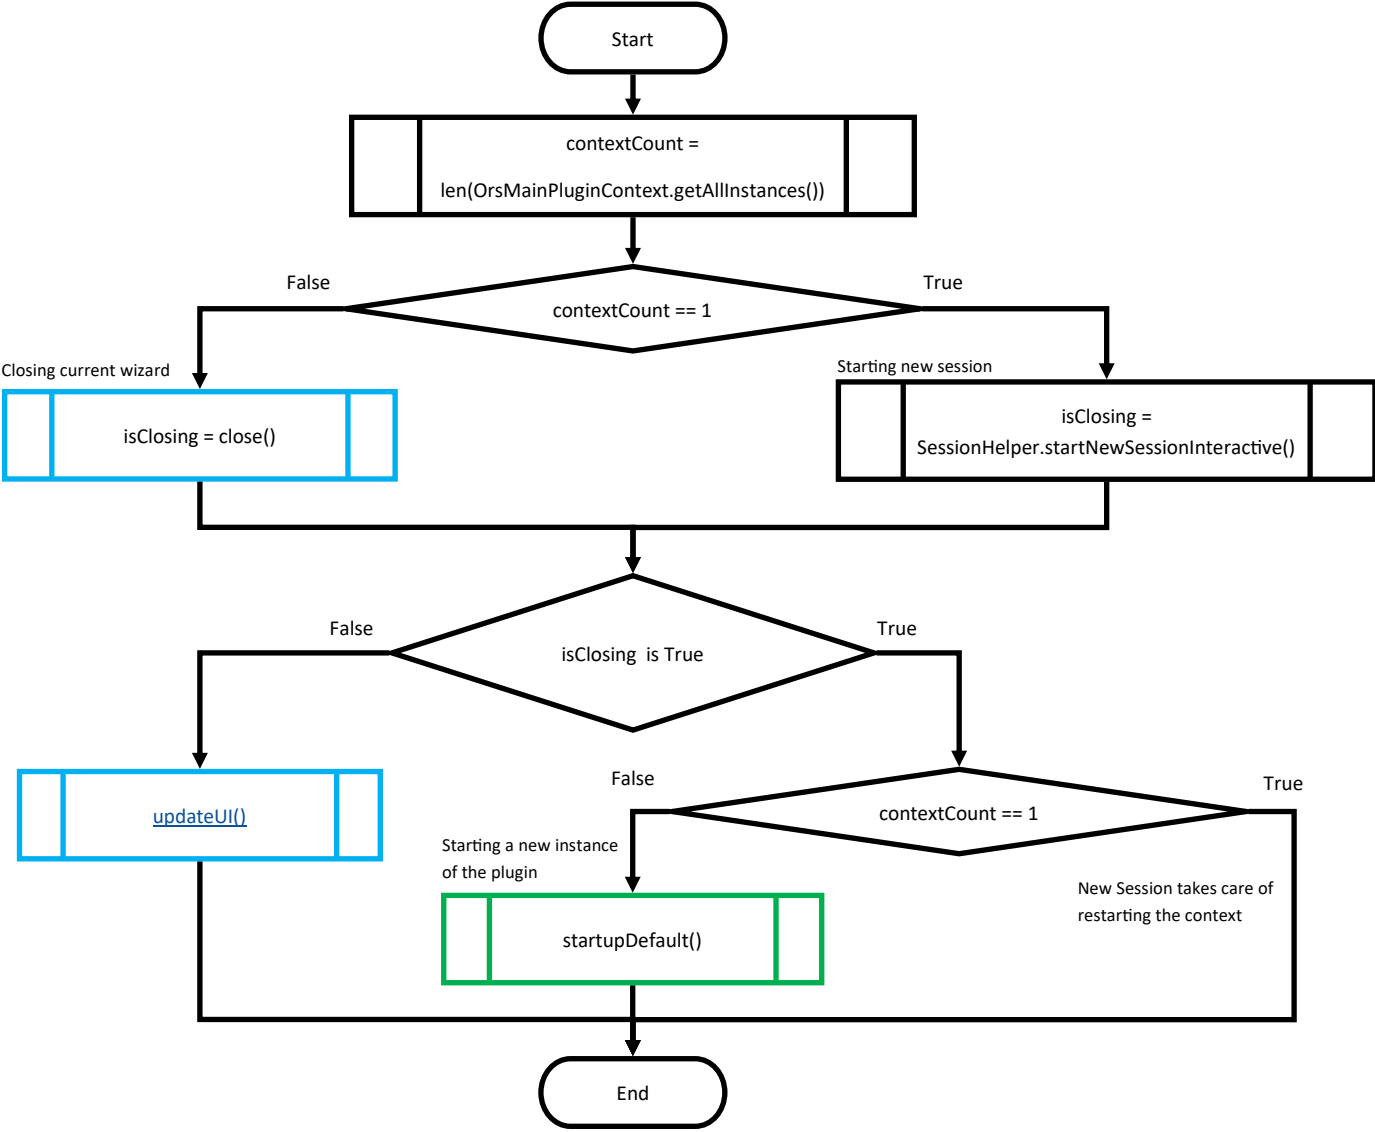 Start
contextCount =
len(OrsMainPluginContext.getAllInstances())
False
True
contextCount == 1
Closing current wizard
Starting new session
isClosing = close()
isClosing =
SessionHelper.startNewSessionInteractive()
False
True
isClosing  is True
False
True
updateUI()
contextCount == 1
Starting a new instance
of the plugin
New Session takes care of
restarting the context
startupDefault()
End